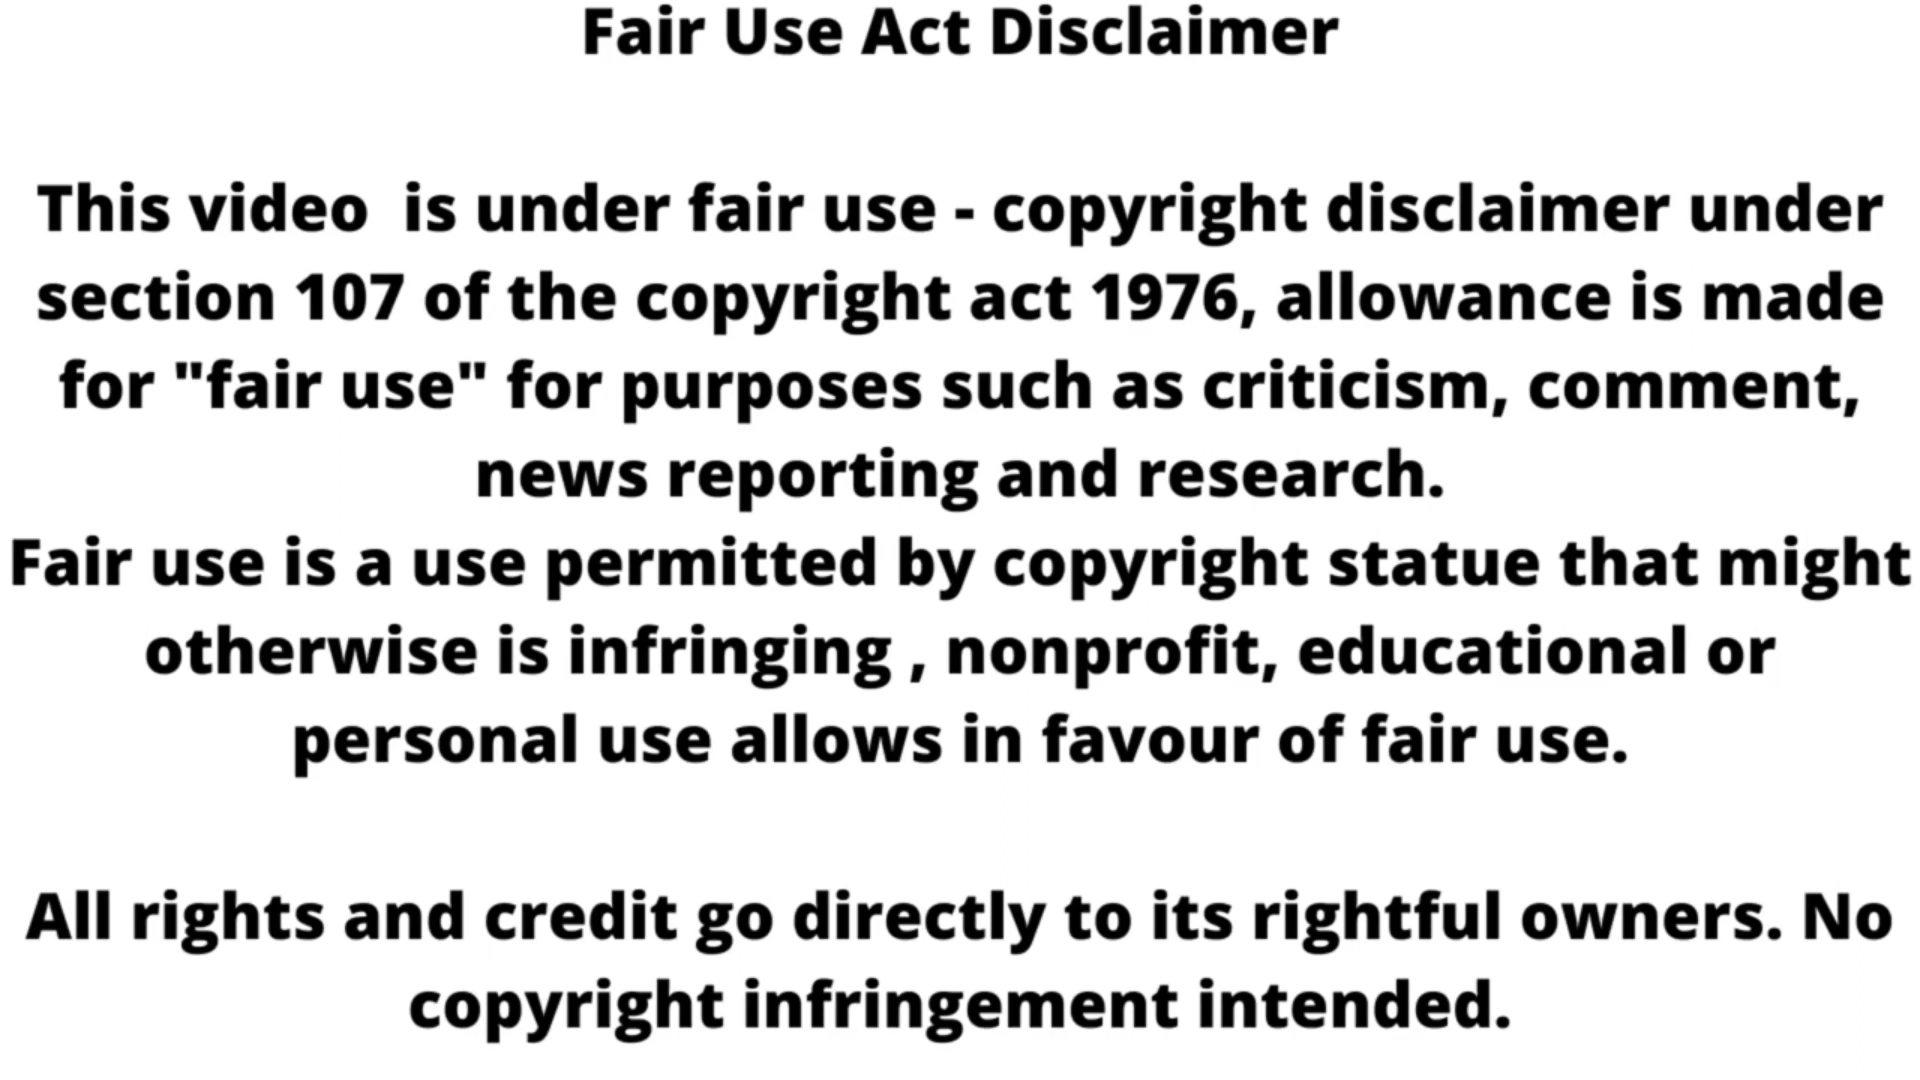 Fair Use Act Disclaimer
This video  is under fair use - copyright disclaimer under
section 107 of the copyright act 1976, allowance is made
for "fair use" for purposes such as criticism, comment,
news reporting and research.
Fair use is a use permitted by copyright statue that might
otherwise is infringing , nonprofit, educational or
personal use allows in favour of fair use.
All rights and credit go directly to its rightful owners. No
copyright infringement intended.